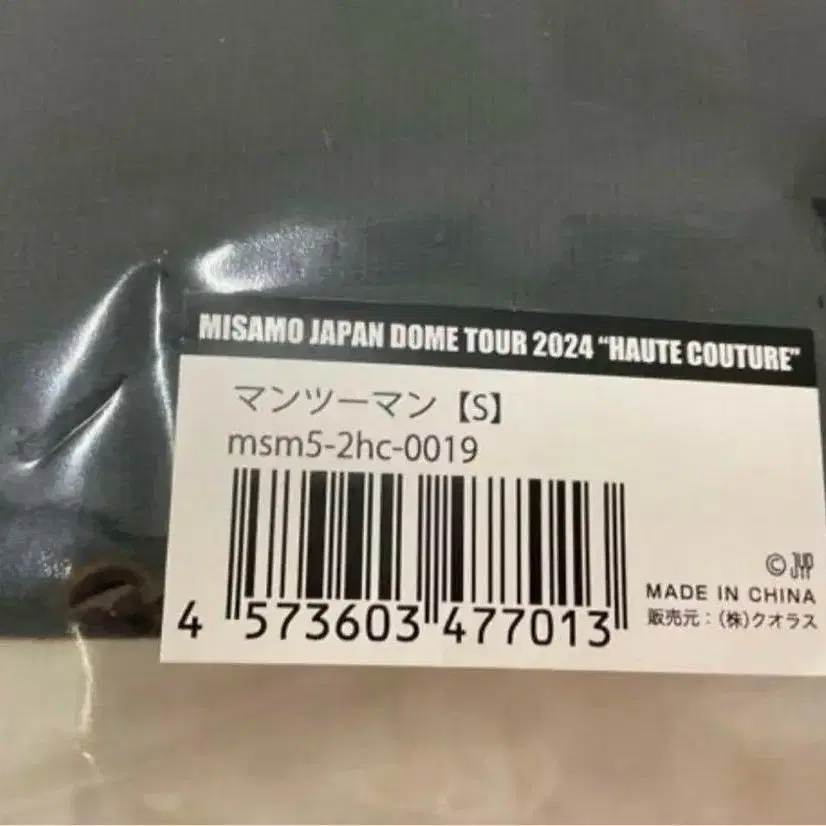 MISAMO JAPAN DOME TOUR 2024 “HAUTE COUTURE”
マンツーマン【S】
msm5-2hc-0019
© JYP
MADE IN CHINA
販売元：(株)クオラス
4 573603 477013